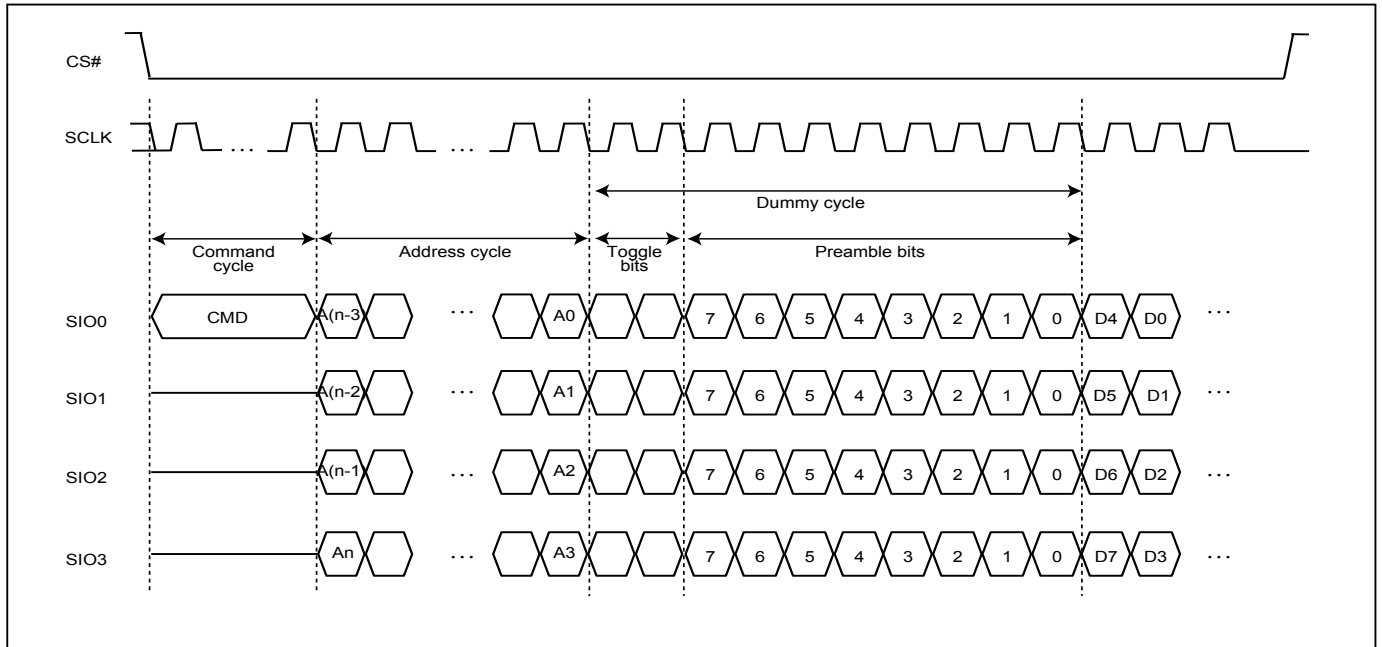 CS#
SCLK
...
...
Dummy cycle
Command
cycle
Address cycle
Toggle
bits
Preamble bits
SIO0
CMD
A(n-3)
...
A0
7 6 5 4 3 2 1 0
D4 D0
...
SIO1
A(n-2)
...
A1
7 6 5 4 3 2 1 0
D5 D1
...
SIO2
A(n-1)
...
A2
7 6 5 4 3 2 1 0
D6 D2
...
SIO3
An
...
A3
7 6 5 4 3 2 1 0
D7 D3
...